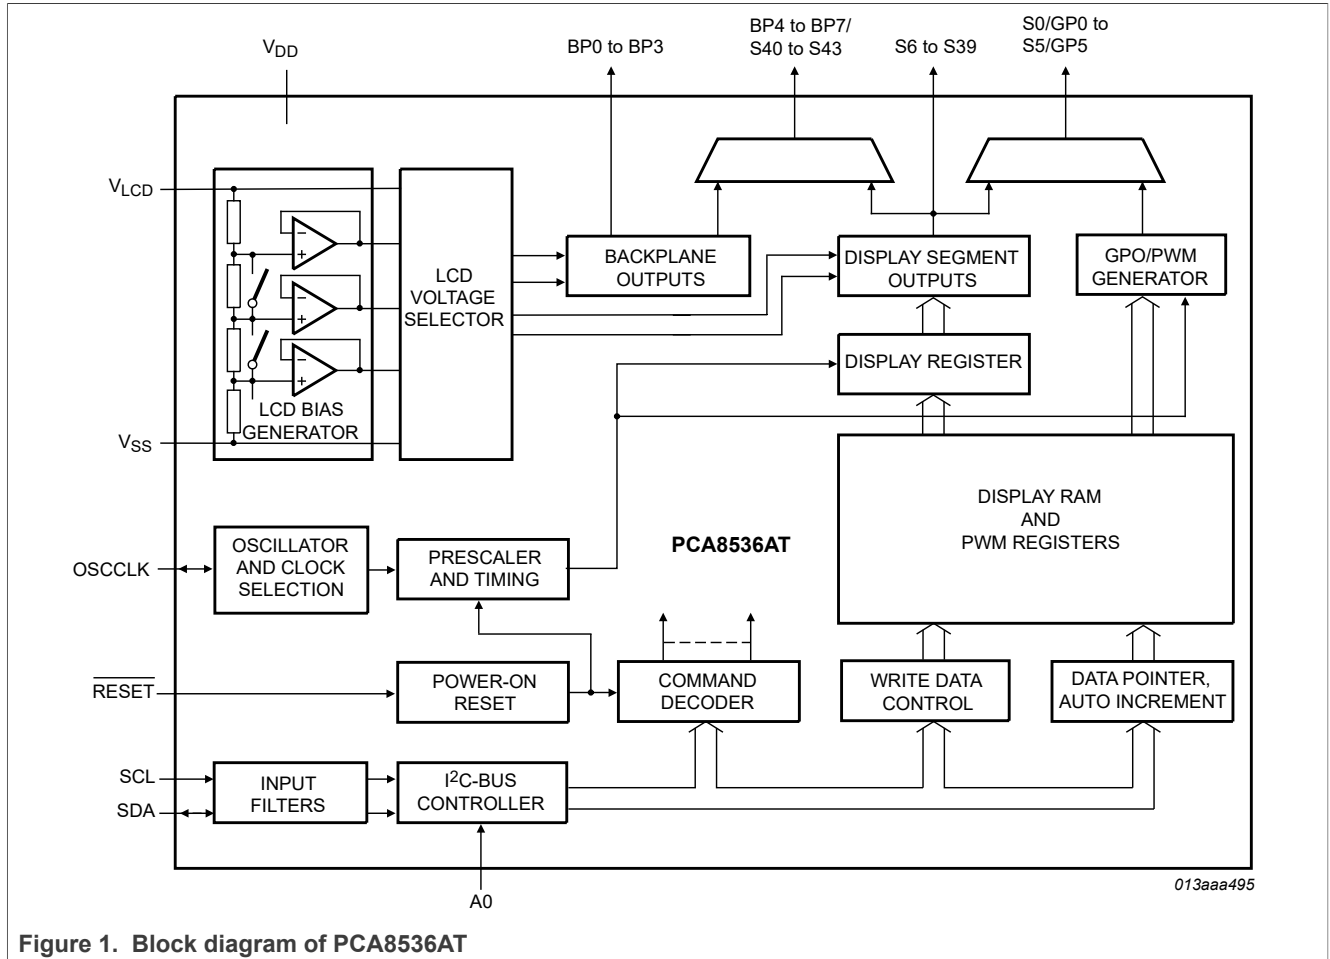 BP4 to BP7/
S40 to S43
S0/GP0 to
S5/GP5
VDD
BP0 to BP3
S6 to S39
VLCD
−
+
−
+
−
+
LCD BIAS
GENERATOR
VSS
LCD
VOLTAGE
SELECTOR
BACKPLANE
OUTPUTS
DISPLAY SEGMENT
OUTPUTS
GPO/PWM
GENERATOR
DISPLAY REGISTER
DISPLAY RAM
AND
PWM REGISTERS
PCA8536AT
OSCCLK
OSCILLATOR
AND CLOCK
SELECTION
PRESCALER
AND TIMING
RESET
POWER-ON
RESET
COMMAND
DECODER
WRITE DATA
CONTROL
DATA POINTER,
AUTO INCREMENT
SCL
SDA
INPUT
FILTERS
I2C-BUS
CONTROLLER
A0
013aaa495
Figure 1. Block diagram of PCA8536AT